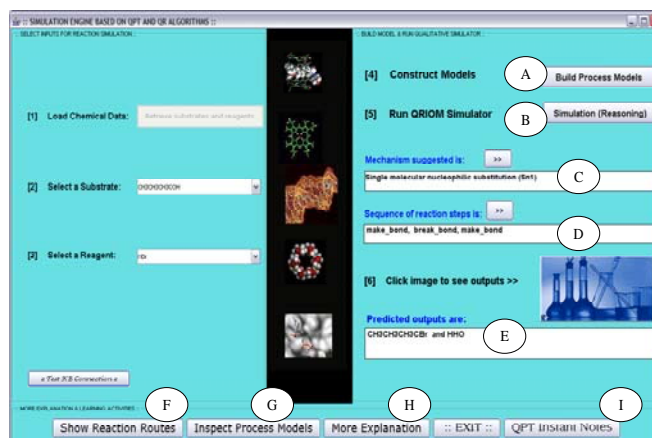 :: SIMULATION ENGINE BASED ON QPT AND QR ALGORITHMS ::
:: SELECT INPUTS FOR REACTION SIMULATION ::
[1] Load Chemical Data:
Retrieve substrates and reagents
[2] Select a Substrate:
[3] Select a Reagent:
« Test KB Connection «
:: BUILD MODEL & RUN QUALITATIVE SIMULATOR ::
[4] Construct Models
A
Build Process Models
[5] Run QRIOM Simulator
B
Simulation (Reasoning)
Mechanism suggested is:
>>
Single molecular nucleophilic substitution (Sn1)
C
Sequence of reaction steps is:
>>
make_bond, break_bond, make_bond
D
[6] Click image to see outputs >>
Predicted outputs are:
CH3CH3CH3CBr and HHO
E
:: MORE EXPLANATION & LEARNING ACTIVITIES ::
F
G
H
I
Show Reaction Routes
Inspect Process Models
More Explanation
:: EXIT ::
QPT Instant Notes